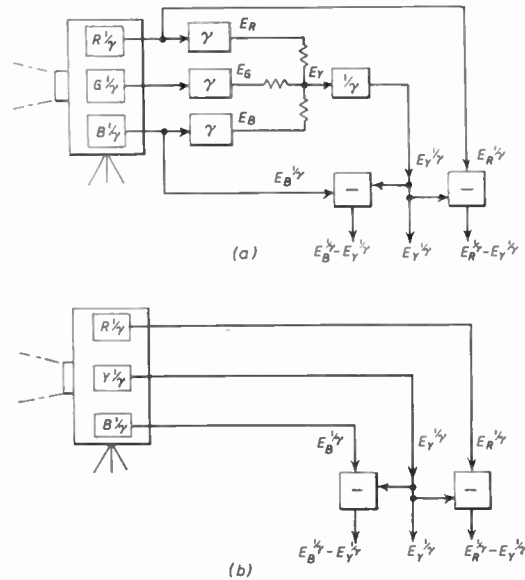 R 1/γ γ E_R
G 1/γ γ E_G E_Y 1/γ
B 1/γ γ E_B
E_B^1/γ E_Y^1/γ E_R^1/γ
− −
E_B^1/γ − E_Y^1/γ E_Y^1/γ E_R^1/γ − E_Y^1/γ
(a)
R 1/γ
Y 1/γ
B 1/γ
E_B^1/γ E_Y^1/γ E_R^1/γ
− −
E_B^1/γ − E_Y^1/γ E_Y^1/γ E_R^1/γ − E_Y^1/γ
(b)